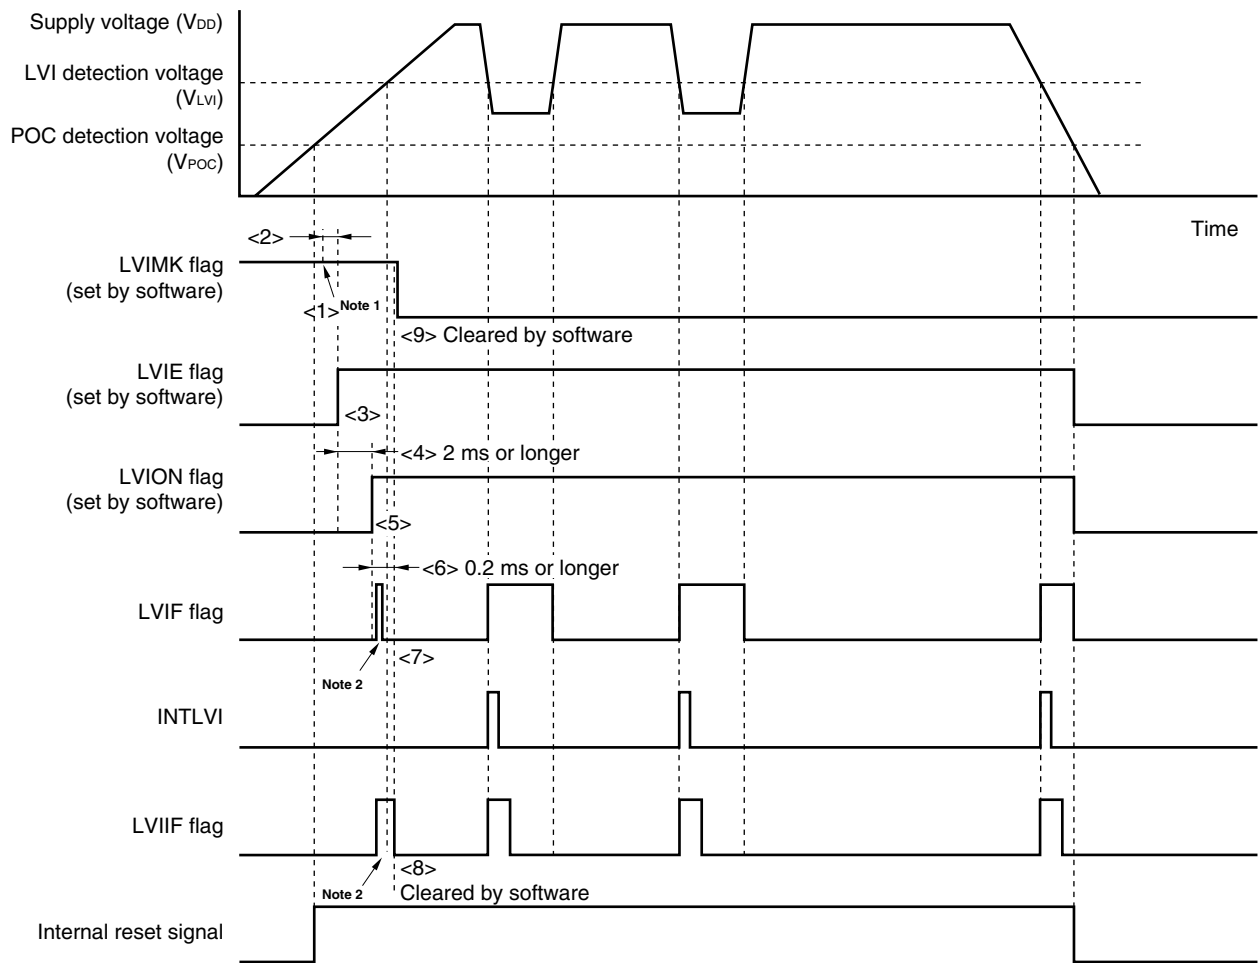 Supply voltage (VDD)
LVI detection voltage
(VLVI)
POC detection voltage
(VPOC)
Time
<2>
LVIMK flag
(set by software)
<1> Note 1
<9> Cleared by software
LVIE flag
(set by software)
<3>
<4> 2 ms or longer
LVION flag
(set by software)
<5>
<6> 0.2 ms or longer
LVIF flag
<7>
Note 2
INTLVI
LVIIF flag
<8>
Note 2
Cleared by software
Internal reset signal